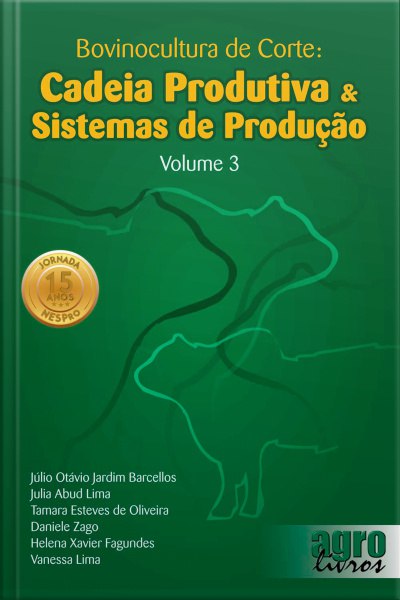 Bovinocultura de Corte:
Cadeia Produtiva &
Sistemas de Produção
Volume 3
JORNADA
15
ANOS
NESPRO
Júlio Otávio Jardim Barcellos
Julia Abud Lima
Tamara Esteves de Oliveira
Daniele Zago
Helena Xavier Fagundes
Vanessa Lima
agro
livros